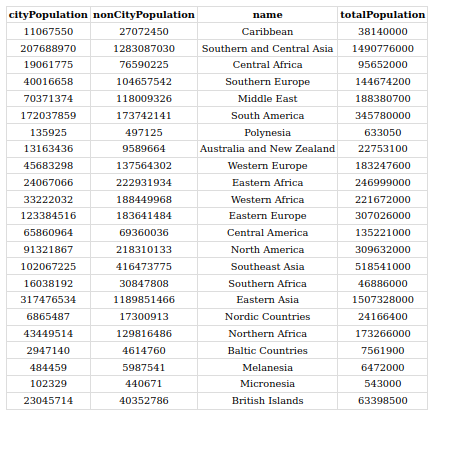 cityPopulation nonCityPopulation name totalPopulation
11067550 27072450 Caribbean 38140000
207688970 1283087030 Southern and Central Asia 1490776000
19061775 76590225 Central Africa 95652000
40016658 104657542 Southern Europe 144674200
70371374 118009326 Middle East 188380700
172037859 173742141 South America 345780000
135925 497125 Polynesia 633050
13163436 9589664 Australia and New Zealand 22753100
45683298 137564302 Western Europe 183247600
24067066 222931934 Eastern Africa 246999000
33222032 188449968 Western Africa 221672000
123384516 183641484 Eastern Europe 307026000
65860964 69360036 Central America 135221000
91321867 218310133 North America 309632000
102067225 416473775 Southeast Asia 518541000
16038192 30847808 Southern Africa 46886000
317476534 1189851466 Eastern Asia 1507328000
6865487 17300913 Nordic Countries 24166400
43449514 129816486 Northern Africa 173266000
2947140 4614760 Baltic Countries 7561900
484459 5987541 Melanesia 6472000
102329 440671 Micronesia 543000
23045714 40352786 British Islands 63398500